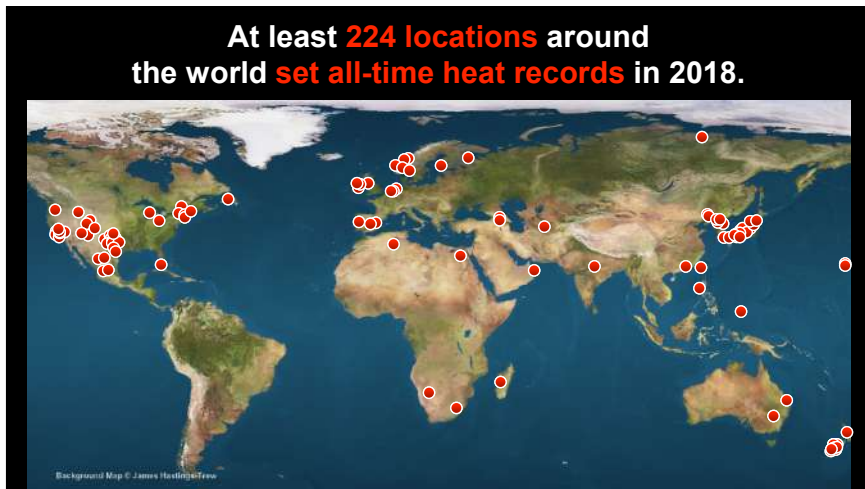 At least 224 locations around
the world set all-time heat records in 2018.
Background Map © James Hastings-Trew